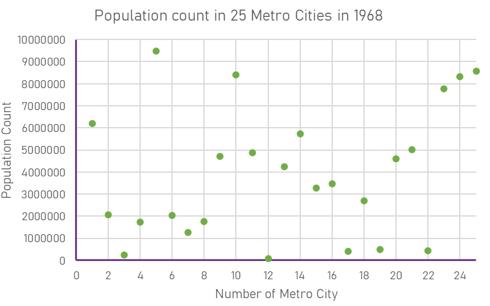 Population count in 25 Metro Cities in 1968
Population Count
10000000
9000000
8000000
7000000
6000000
5000000
4000000
3000000
2000000
1000000
0
0 2 4 6 8 10 12 14 16 18 20 22 24
Number of Metro City